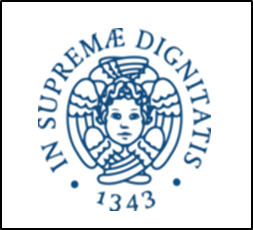 IN SUPREMÆ DIGNITATIS
1343